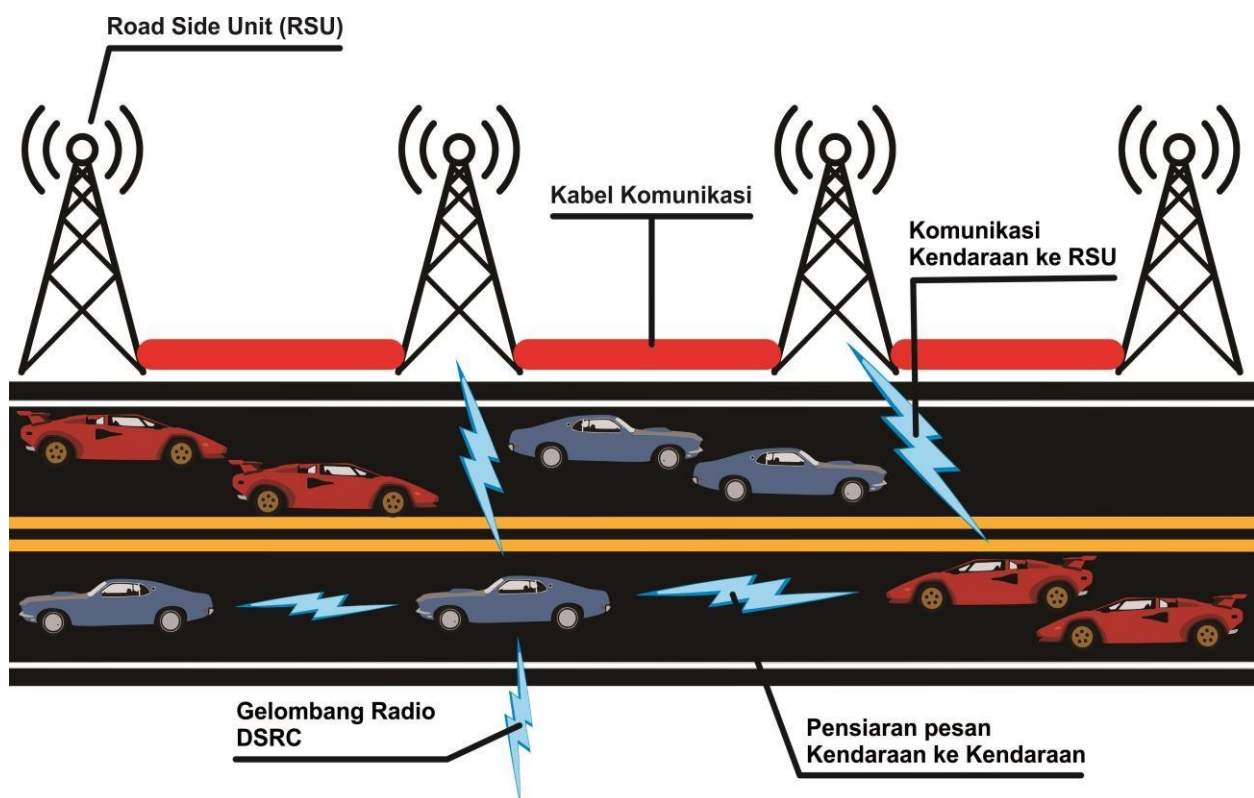 Road Side Unit (RSU)
Kabel Komunikasi
Komunikasi
Kendaraan ke RSU
Gelombang Radio
DSRC
Pensiaran pesan
Kendaraan ke Kendaraan